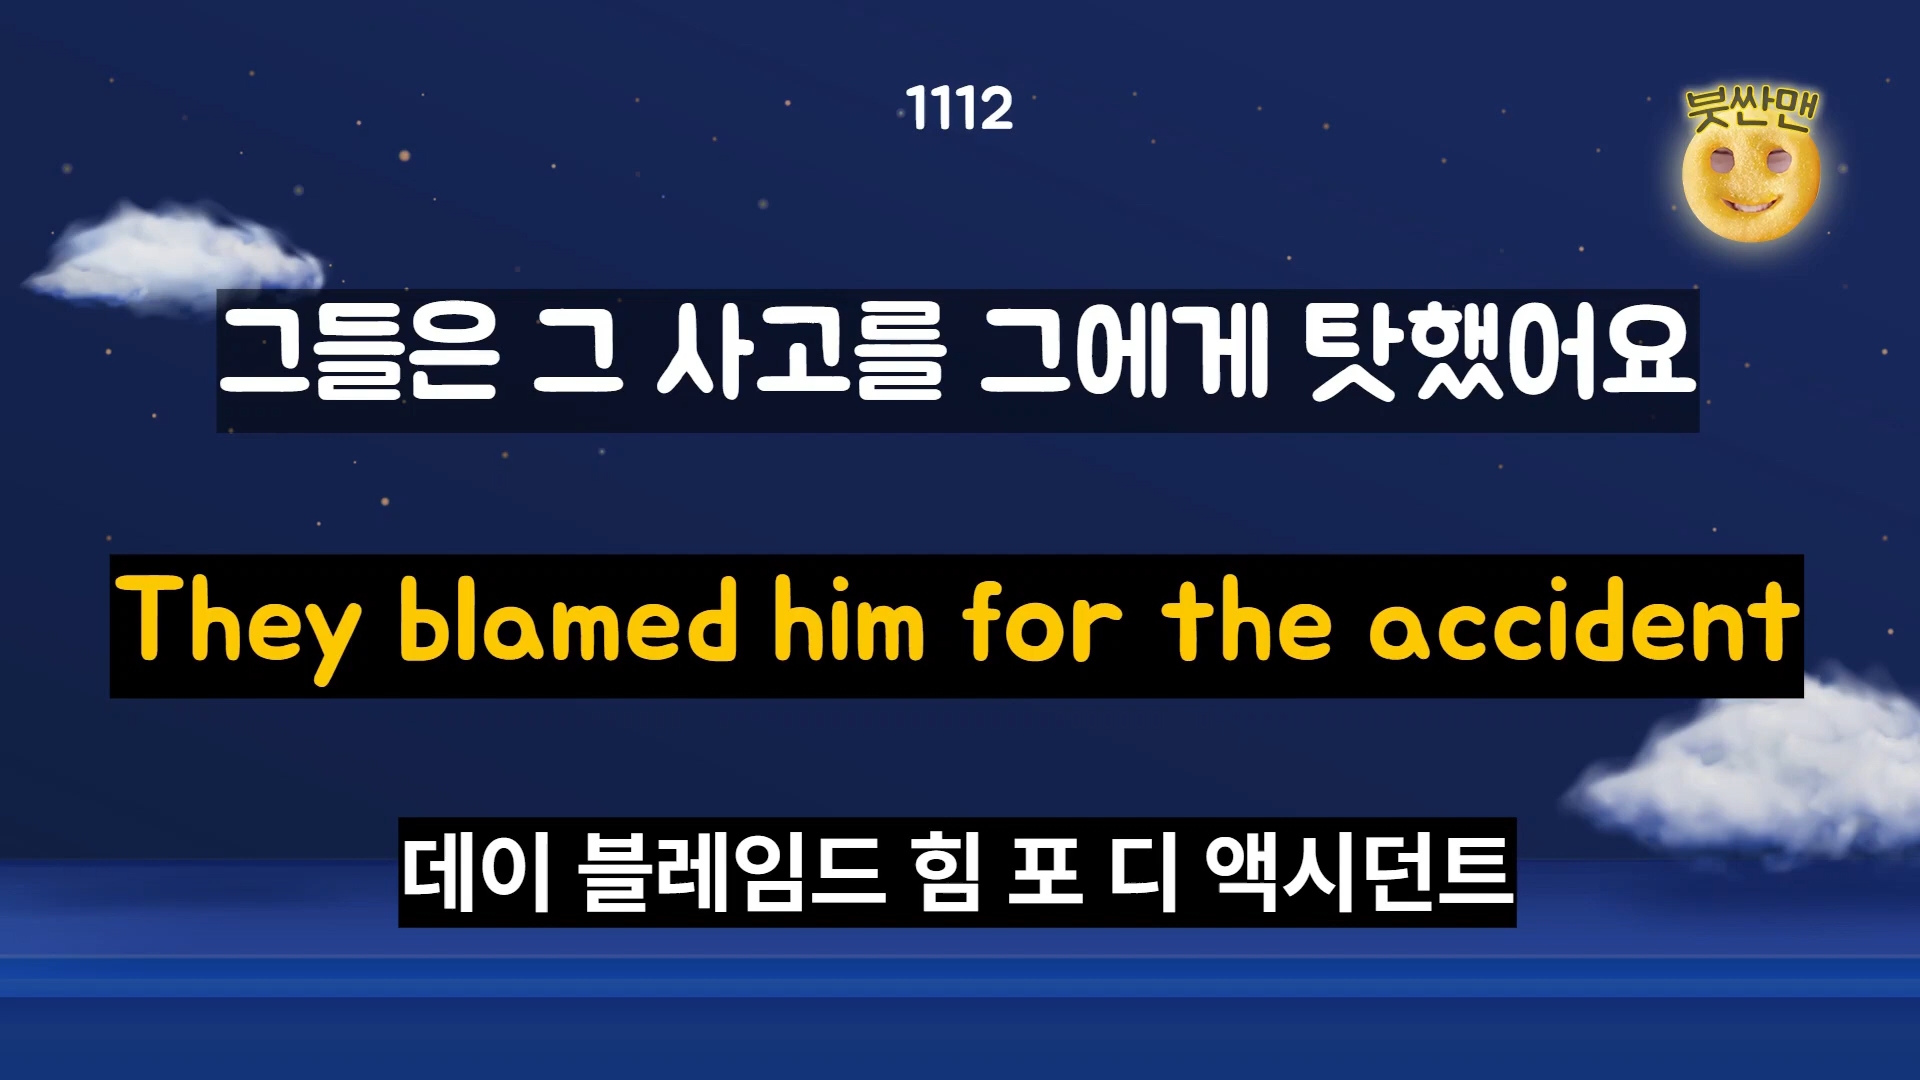 1112
붓싼맨
그들은 그 사고를 그에게 탓했어요
They blamed him for the accident
데이 블레임드 힘 포 디 액시던트